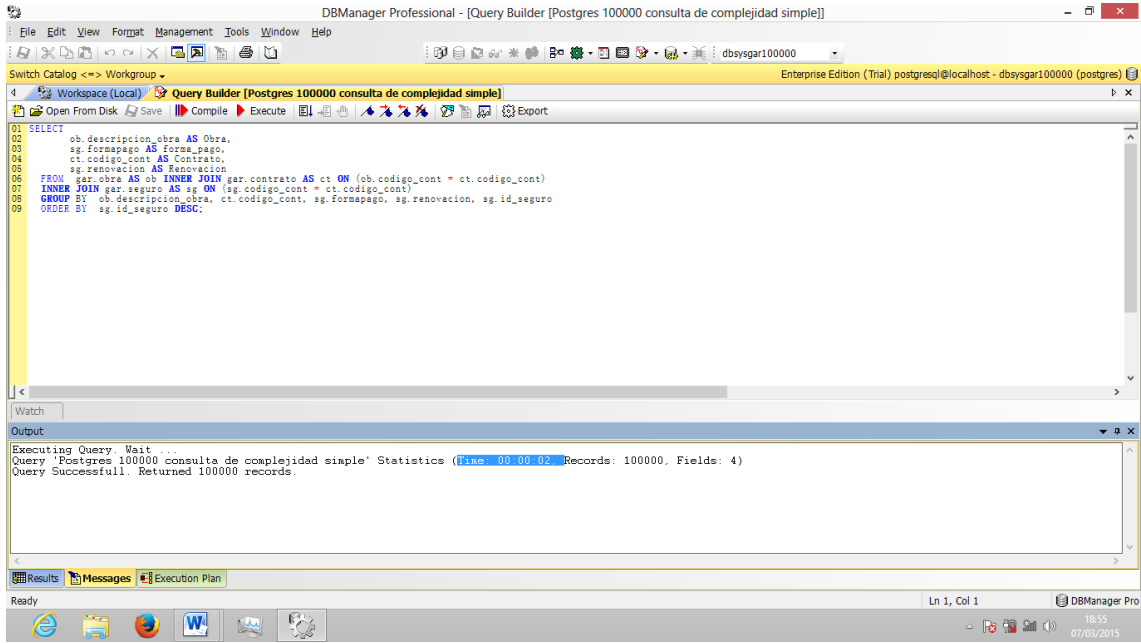 DBManager Professional - [Query Builder [Postgres 100000 consulta de complejidad simple]]
File Edit View Format Management Tools Window Help
dbsysgar100000
Switch Catalog <=> Workgroup
Enterprise Edition (Trial) postgresql@localhost - dbsysgar100000 (postgres)
Workspace (Local) Query Builder [Postgres 100000 consulta de complejidad simple]
Open From Disk Save Compile Execute Export
01 SELECT
02 ob.descripcion_obra AS Obra,
03 sg.formapago AS forma_pago,
04 ct.codigo_cont AS Contrato,
05 sg.renovacion AS Renovacion
06 FROM gar.obra AS ob INNER JOIN gar.contrato AS ct ON (ob.codigo_cont = ct.codigo_cont)
07 INNER JOIN gar.seguro AS sg ON (sg.codigo_cont = ct.codigo_cont)
08 GROUP BY ob.descripcion_obra, ct.codigo_cont, sg.formapago, sg.renovacion, sg.id_seguro
09 ORDER BY sg.id_seguro DESC;
Watch
Output
Executing Query. Wait ...
Query 'Postgres 100000 consulta de complejidad simple' Statistics (Time: 00:00:02, Records: 100000, Fields: 4)
Query Successfull. Returned 100000 records.
Results Messages Execution Plan
Ready
Ln 1, Col 1
DBManager Pro
18:55
07/03/2015